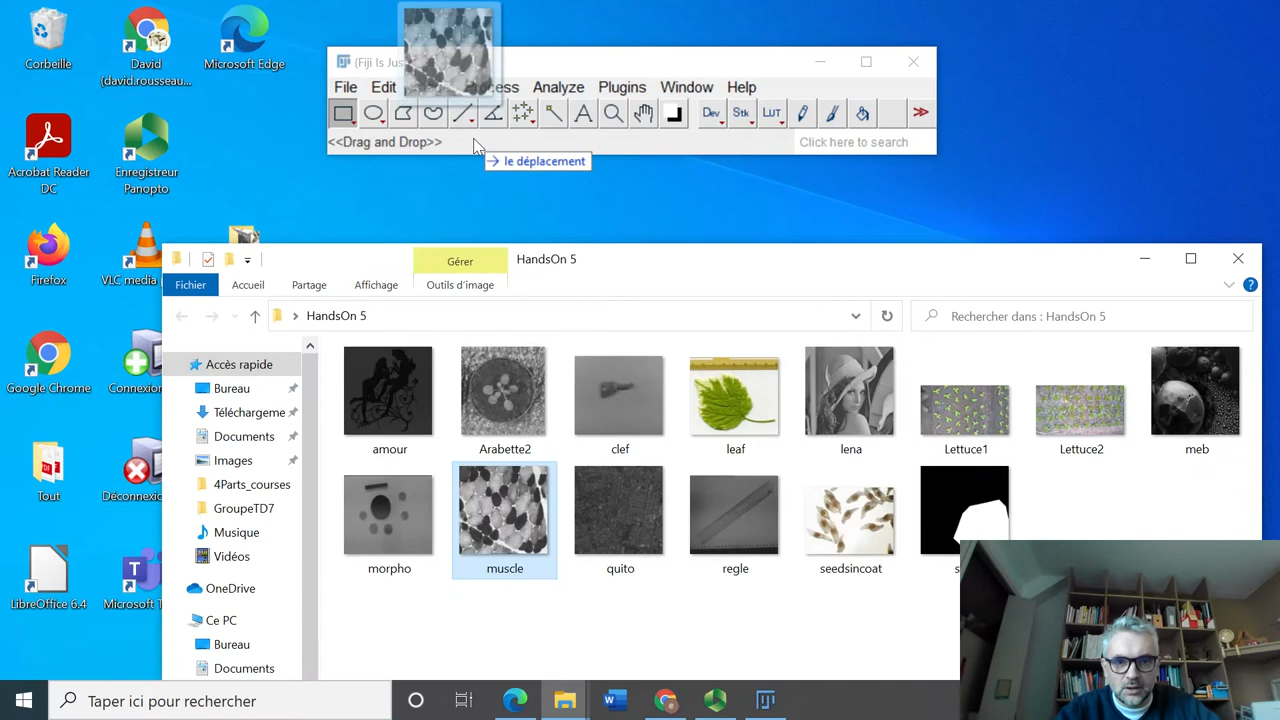 Corbeille
David
(david.rousseau...
Microsoft Edge
(Fiji Is Jus
File Edit ess Analyze Plugins Window Help
Dev Stk LUT
<<Drag and Drop>>
Click here to search
→ le déplacement
Acrobat Reader
DC
Enregistreur
Panopto
Firefox
VLC media
Google Chrome
Connexion
Tout
Déconnexio
LibreOffice 6.4
Microsoft T
Gérer
HandsOn 5
Fichier
Accueil
Partage
Affichage
Outils d'image
HandsOn 5
Rechercher dans : HandsOn 5
Accès rapide
Bureau
Téléchargeme
Documents
Images
4Parts_courses
GroupeTD7
Musique
Vidéos
OneDrive
Ce PC
Bureau
Documents
amour
Arabette2
clef
leaf
lena
Lettuce1
Lettuce2
meb
morpho
muscle
quito
regle
seedsincoat
s
Taper ici pour rechercher